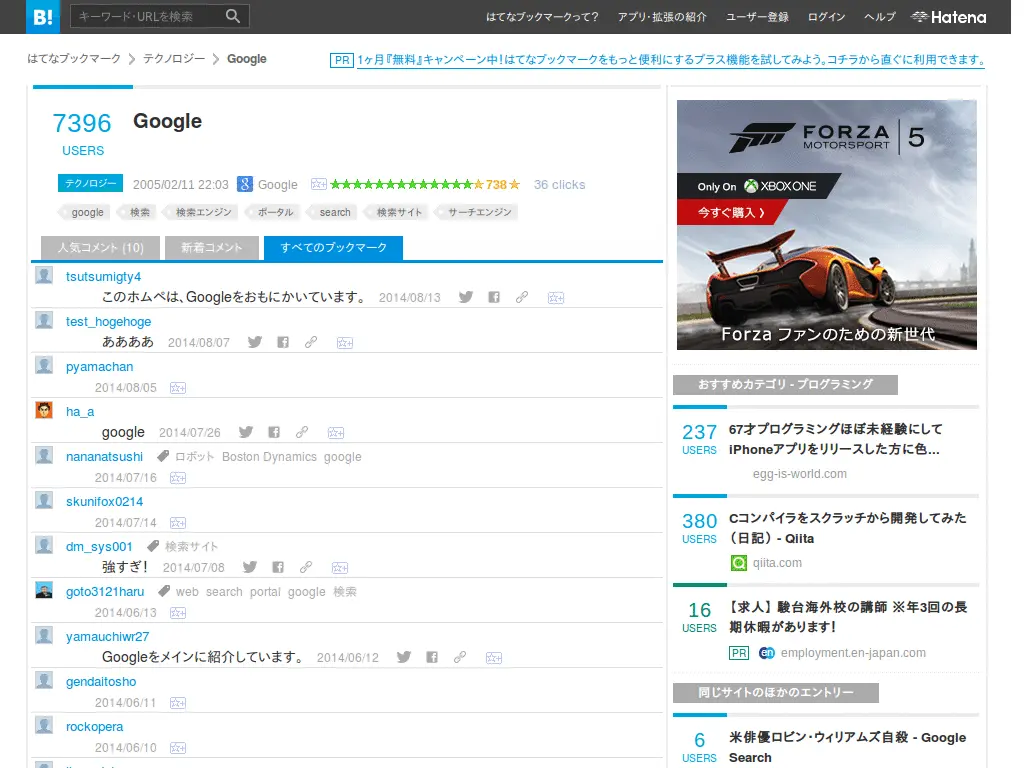 B!
キーワード・URLを検索
はてなブックマークって?
アプリ・拡張の紹介
ユーザー登録
ログイン
ヘルプ
Hatena
はてなブックマーク
テクノロジー
Google
PR
1ヶ月『無料』キャンペーン中!はてなブックマークをもっと便利にするプラス機能を試してみよう。コチラから直ぐに利用できます。
7396
USERS
Google
テクノロジー 2005/02/11 22:03 Google 738 36 clicks
google 検索 検索エンジン ポータル search 検索サイト サーチエンジン
人気コメント (10) 新着コメント すべてのブックマーク
tsutsumigty4
このホムペは、Googleをおもにかいています。 2014/08/13
test_hogehoge
ああああ 2014/08/07
pyamachan
2014/08/05
ha_a
google 2014/07/26
nananatsushi ロボット Boston Dynamics google
2014/07/16
skunifox0214
2014/07/14
dm_sys001 検索サイト
強すぎ! 2014/07/08
goto3121haru web search portal google 検索
2014/06/13
yamauchiwr27
Googleをメインに紹介しています。 2014/06/12
gendaitosho
2014/06/11
rockopera
2014/06/10
FORZA
MOTORSPORT
5
Only On XBOX ONE
今すぐ購入 》
Forza ファンのための新世代
おすすめカテゴリ - プログラミング
237
USERS
67才プログラミングほぼ未経験にして
iPhoneアプリをリリースした方に色...
egg-is-world.com
380
USERS
Cコンパイラをスクラッチから開発してみた
（日記） - Qiita
qiita.com
16
USERS
【求人】 駿台海外校の講師 ※年3回の長
期休暇があります!
PR en employment.en-japan.com
同じサイトのほかのエントリー
6
USERS
米俳優ロビン・ウィリアムズ自殺 - Google
Search